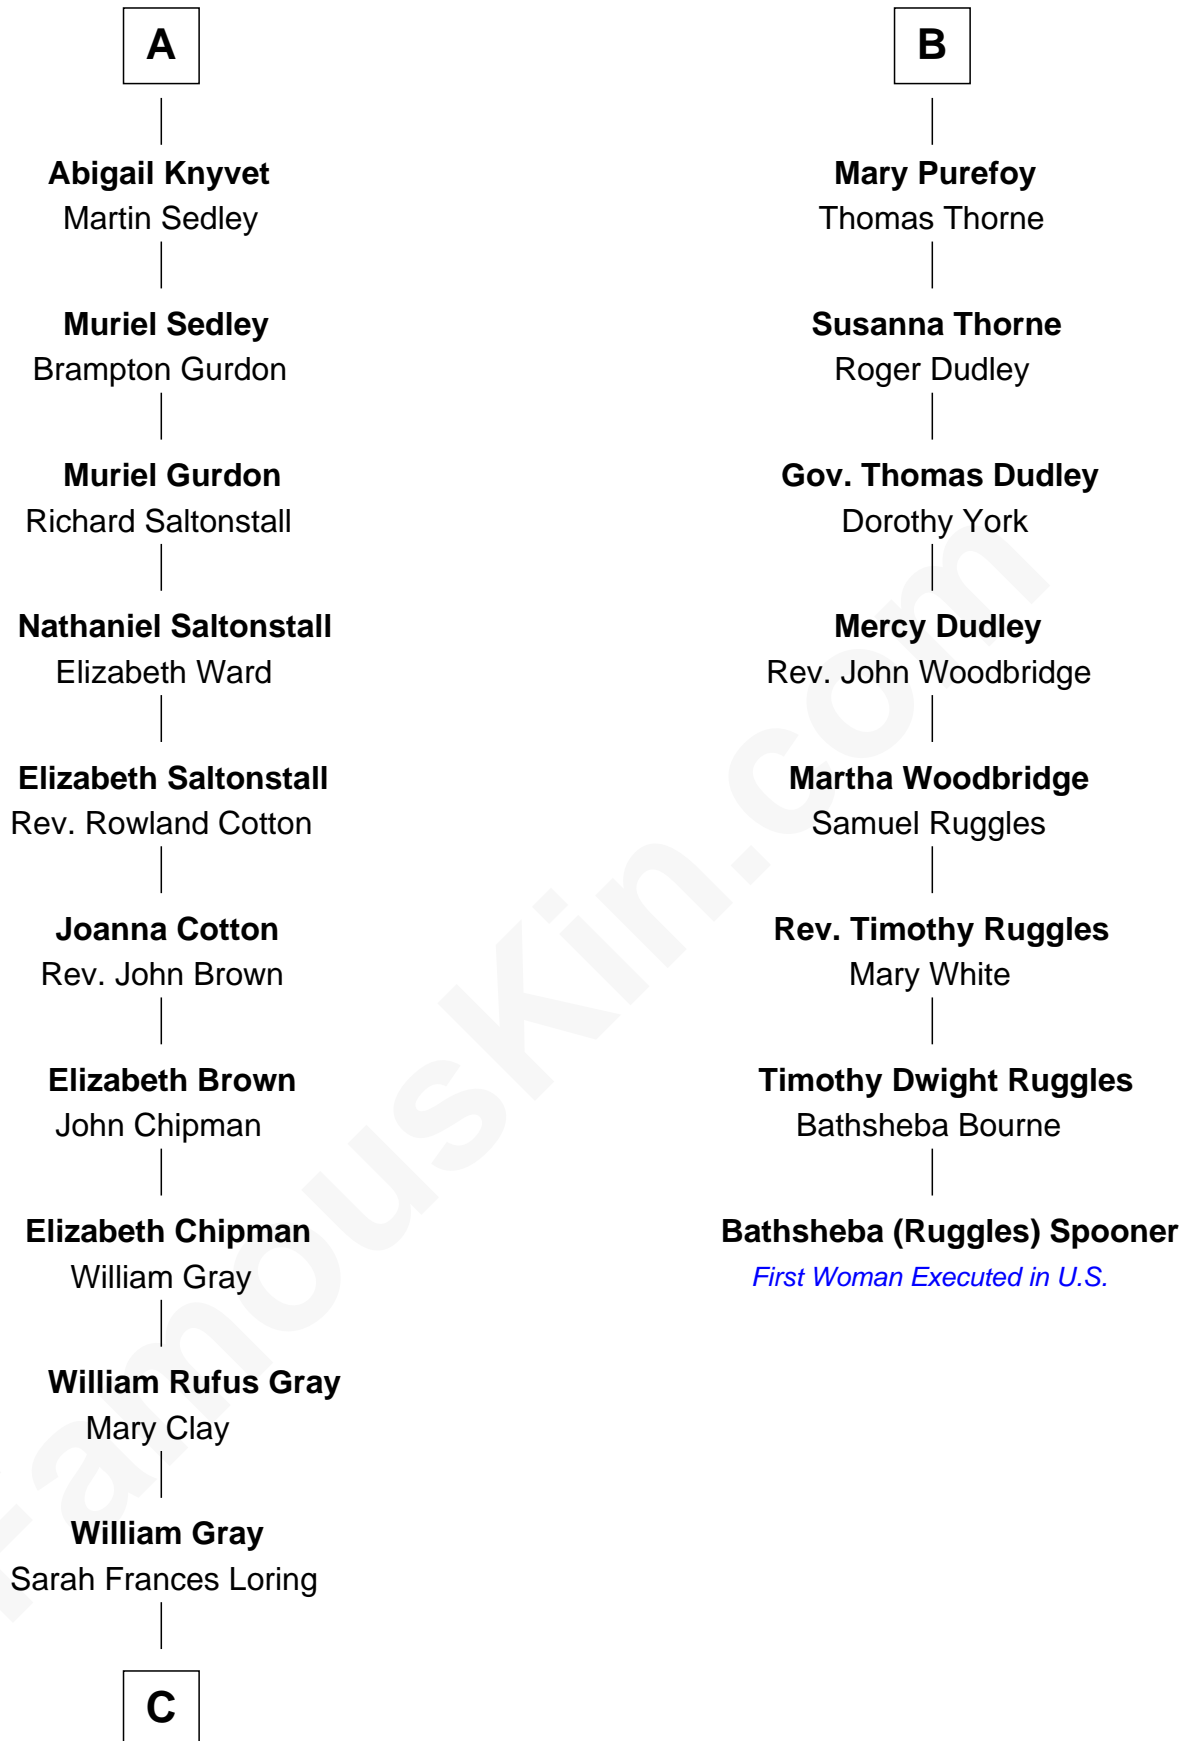 A
Abigail Knyvet
Martin Sedley
Muriel Sedley
Brampton Gurdon
Muriel Gurdon
Richard Saltonstall
Nathaniel Saltonstall
Elizabeth Ward
Elizabeth Saltonstall
Rev. Rowland Cotton
Joanna Cotton
Rev. John Brown
Elizabeth Brown
John Chipman
Elizabeth Chipman
William Gray
William Rufus Gray
Mary Clay
William Gray
Sarah Frances Loring
C
B
Mary Purefoy
Thomas Thorne
Susanna Thorne
Roger Dudley
Gov. Thomas Dudley
Dorothy York
Mercy Dudley
Rev. John Woodbridge
Martha Woodbridge
Samuel Ruggles
Rev. Timothy Ruggles
Mary White
Timothy Dwight Ruggles
Bathsheba Bourne
Bathsheba (Ruggles) Spooner
First Woman Executed in U.S.
FamousKin.com